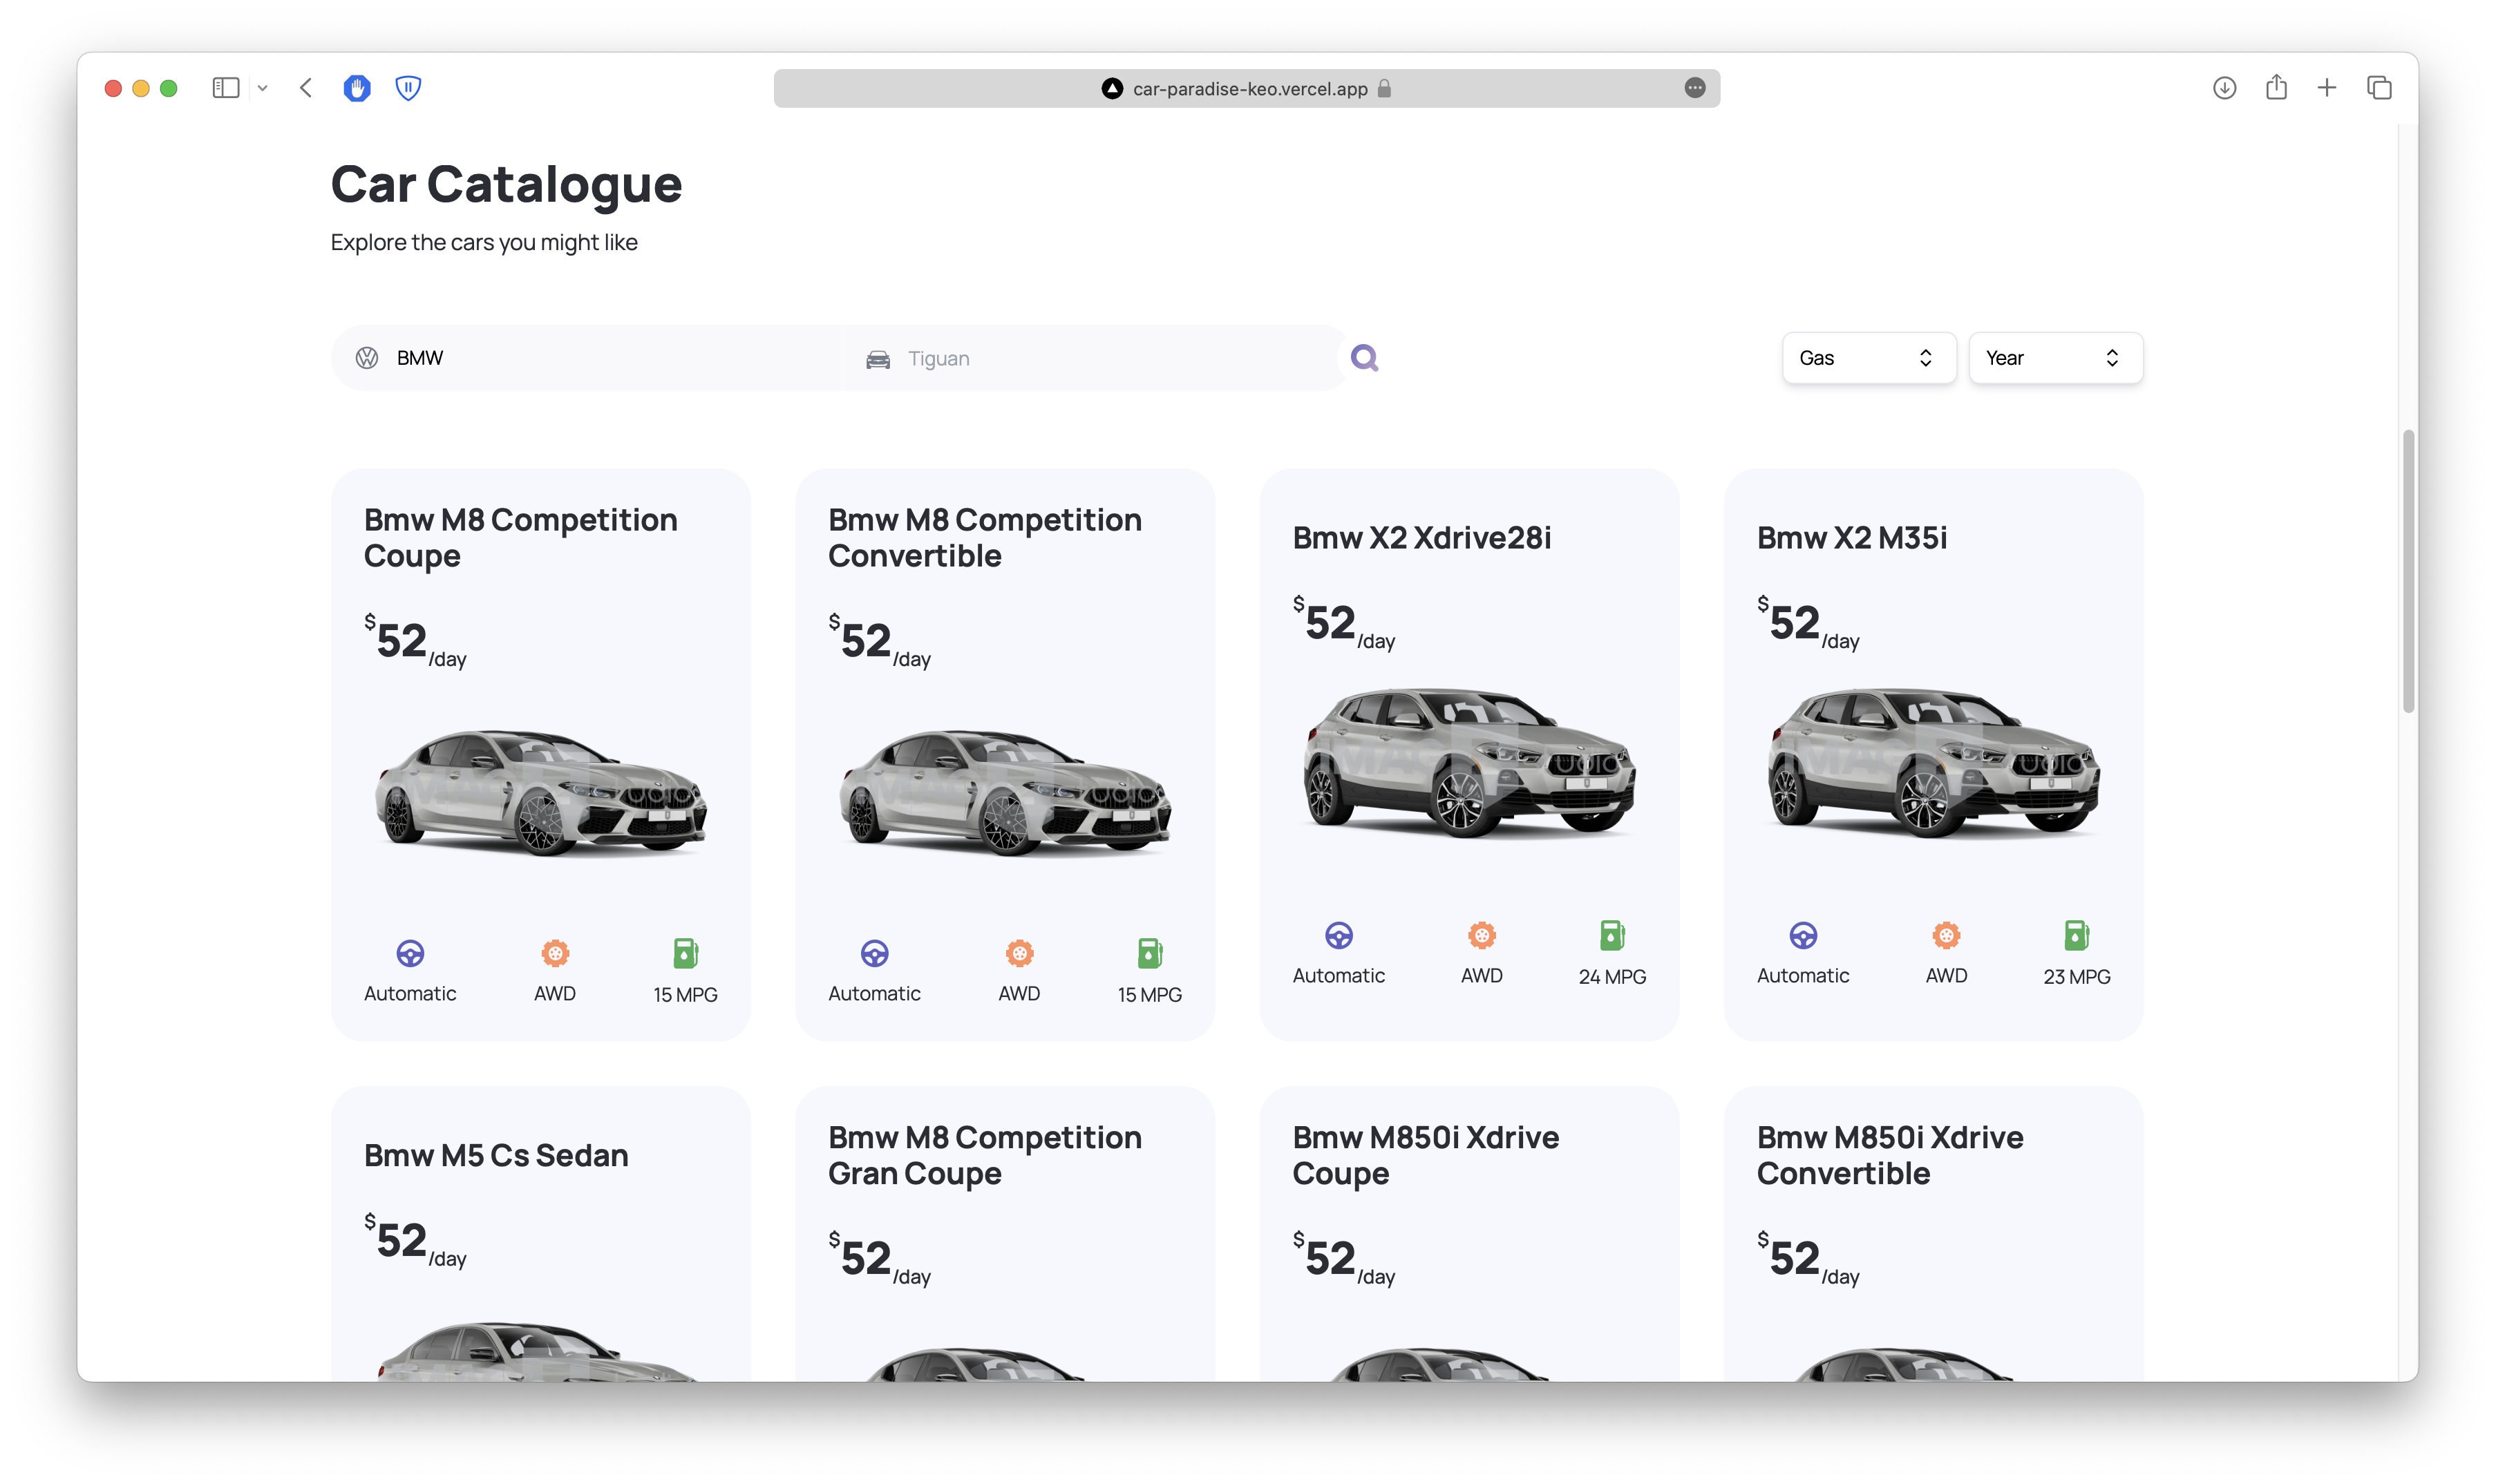 car-paradise-keo.vercel.app
Car Catalogue
Explore the cars you might like
BMW
Tiguan
Gas
Year
Bmw M8 Competition
Coupe
$52/day
Automatic
AWD
15 MPG
Bmw M8 Competition
Convertible
$52/day
Automatic
AWD
15 MPG
Bmw X2 Xdrive28i
$52/day
Automatic
AWD
24 MPG
Bmw X2 M35i
$52/day
Automatic
AWD
23 MPG
Bmw M5 Cs Sedan
$52/day
Bmw M8 Competition
Gran Coupe
$52/day
Bmw M850i Xdrive
Coupe
$52/day
Bmw M850i Xdrive
Convertible
$52/day